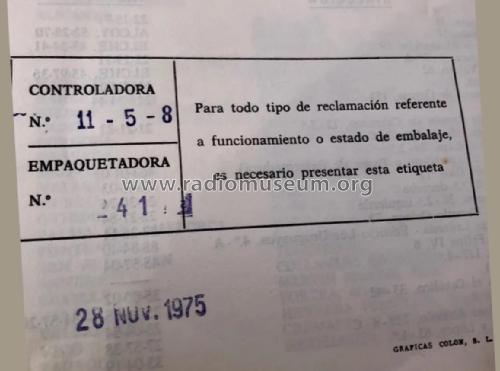 CONTROLADORA
N.º 11 - 5 - 8
EMPAQUETADORA
N.º 41
Para todo tipo de reclamación referente
a funcionamiento o estado de embalaje,
es necesario presentar esta etiqueta
www.radiomuseum.org
28 NOV. 1975
GRAFICAS COLON, S. L.